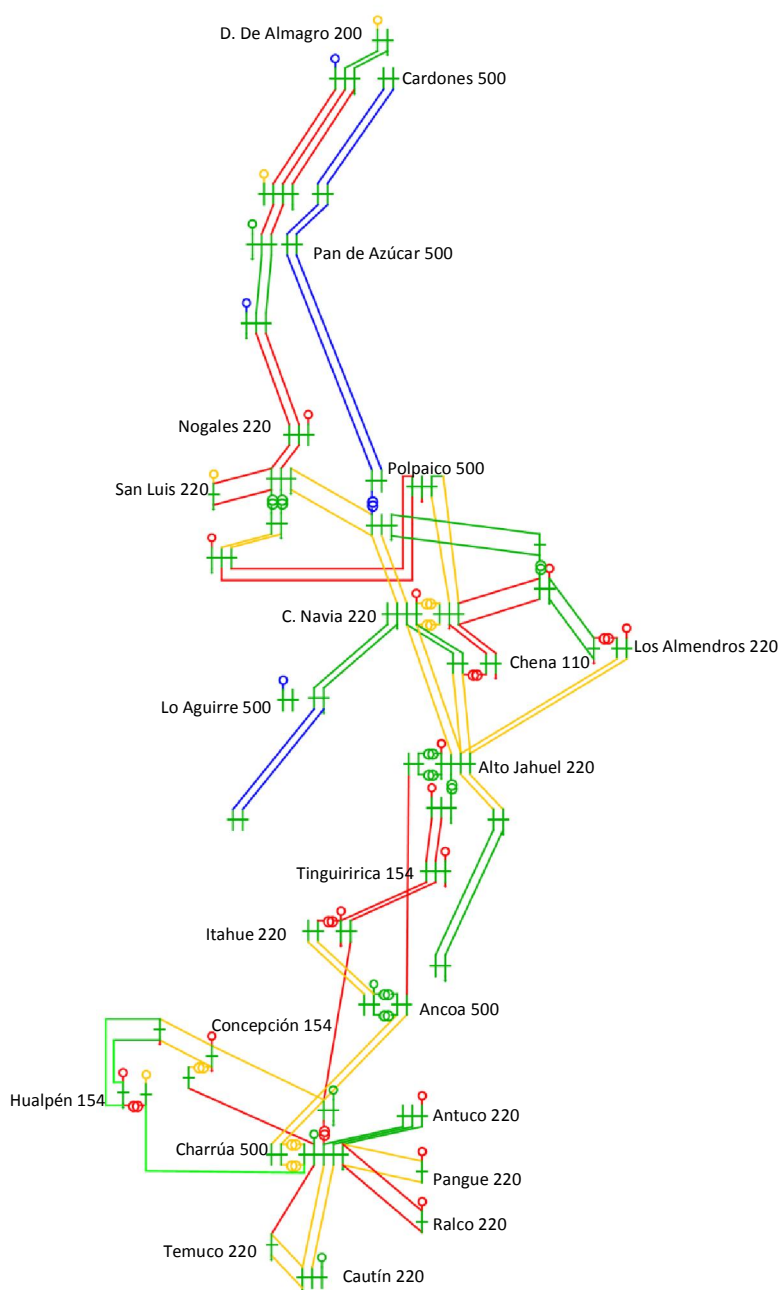 D. De Almagro 200
Cardones 500
Pan de Azúcar 500
Nogales 220
Polpaico 500
San Luis 220
C. Navia 220
Los Almendros 220
Chena 110
Lo Aguirre 500
Alto Jahuel 220
Tinguiririca 154
Itahue 220
Ancoa 500
Concepción 154
Hualpén 154
Antuco 220
Charrúa 500
Pangue 220
Ralco 220
Temuco 220
Cautín 220